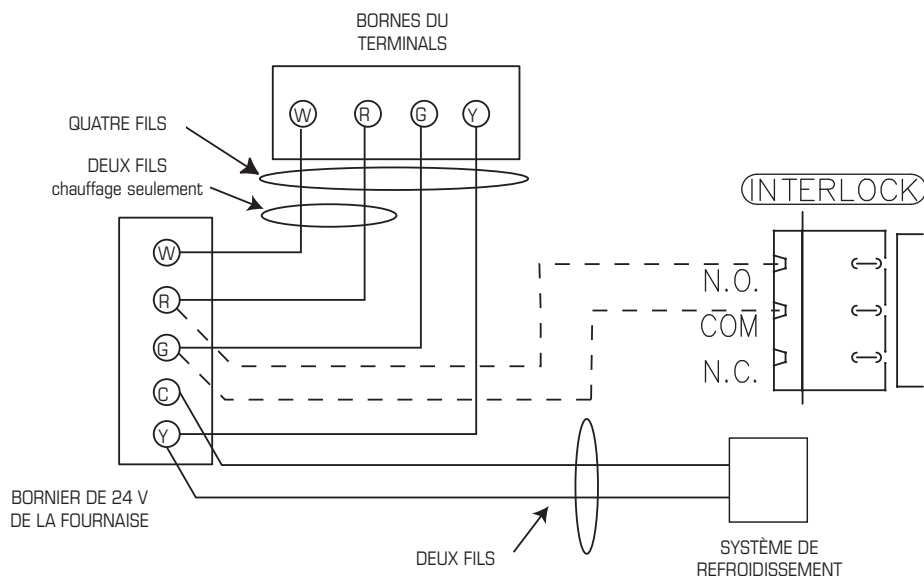 BORNES DU
TERMINALS
W R G Y
QUATRE FILS
DEUX FILS
chauffage seulement
INTERLOCK
W
R
G
C
Y
N.O.
COM
N.C.
BORNIER DE 24 V
DE LA FOURNAISE
DEUX FILS
SYSTÈME DE
REFROIDISSEMENT